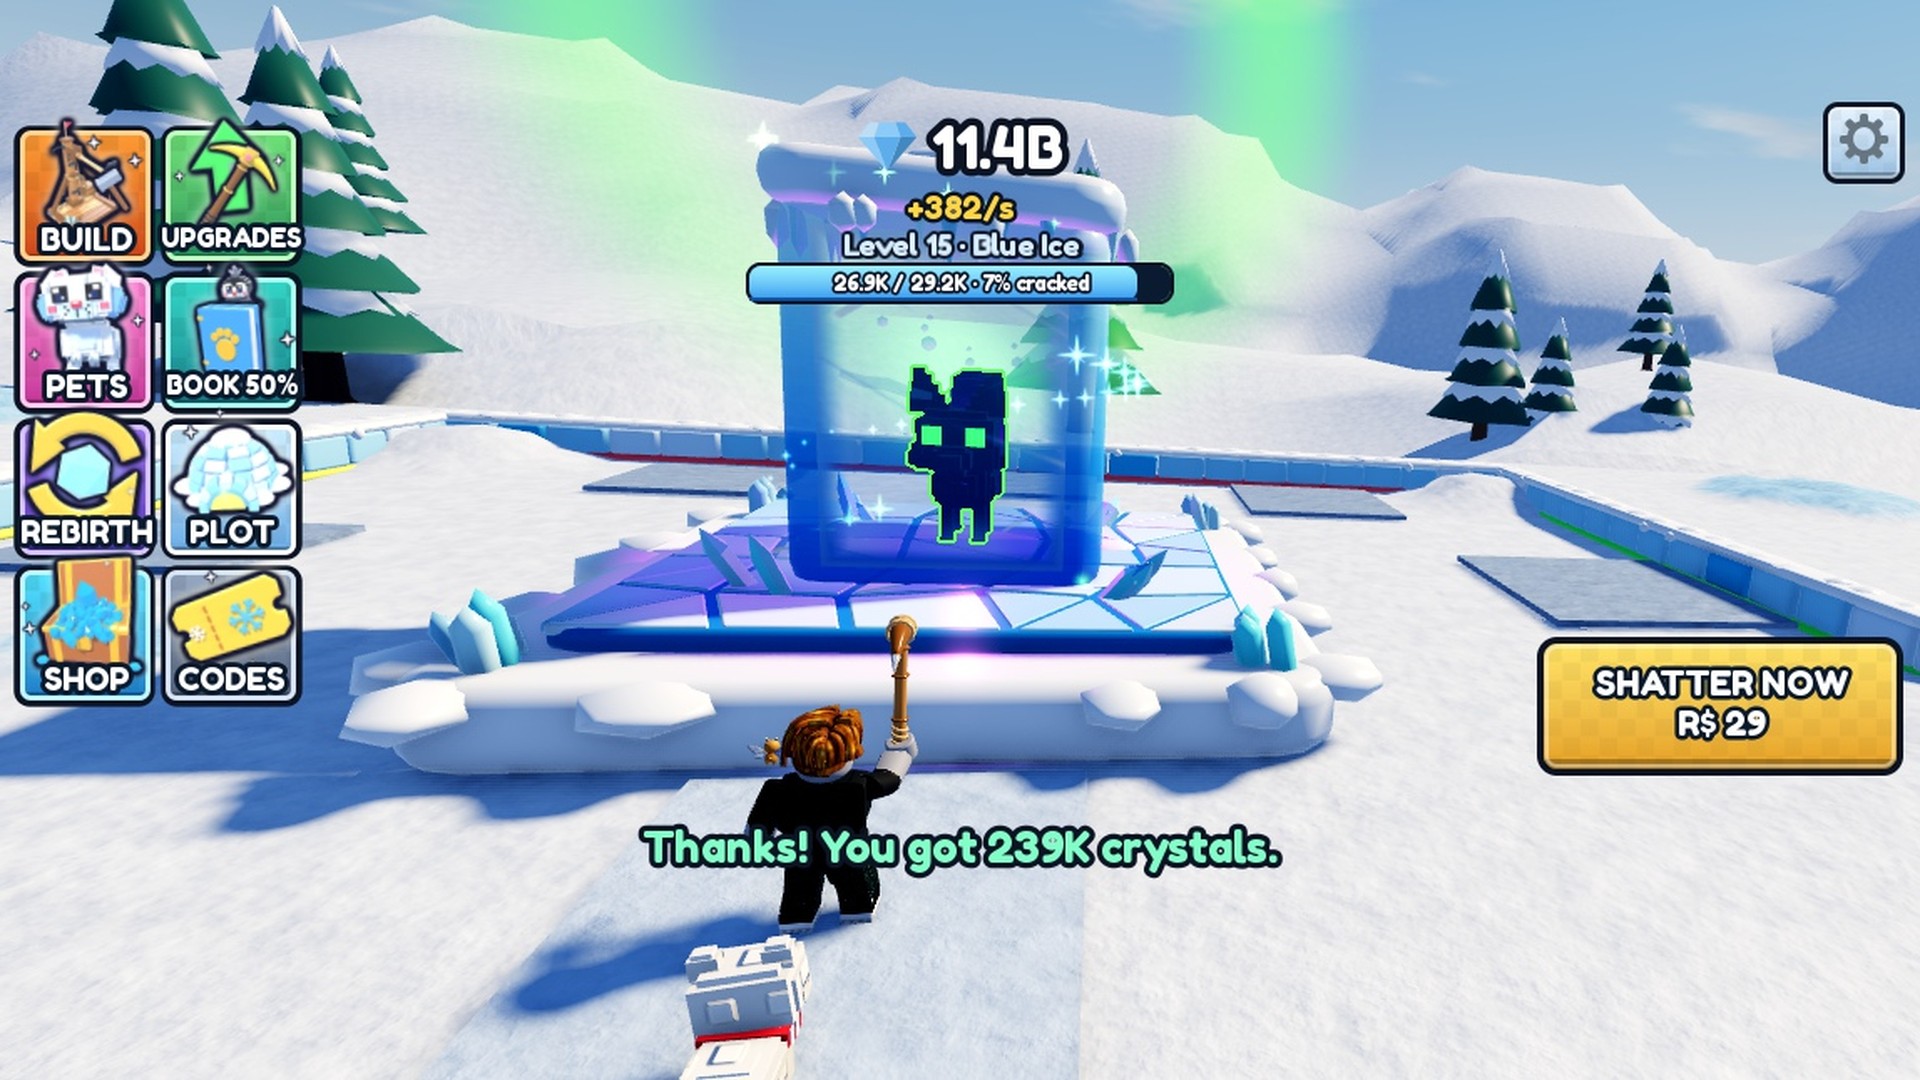 11.4B
+382/s
Level 15 · Blue Ice
26.9K / 29.2K · 7% cracked
BUILD
UPGRADES
PETS
BOOK 50%
REBIRTH
PLOT
SHOP
CODES
SHATTER NOW
R$ 29
Thanks! You got 239K crystals.